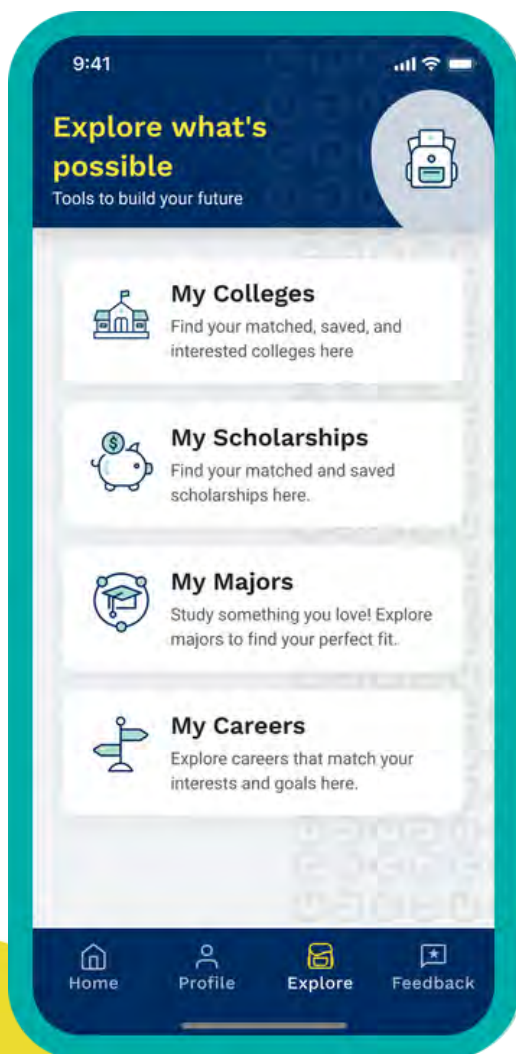 9:41
Explore what's
possible
Tools to build your future
My Colleges
Find your matched, saved, and
interested colleges here
$
My Scholarships
Find your matched and saved
scholarships here.
My Majors
Study something you love! Explore
majors to find your perfect fit.
My Careers
Explore careers that match your
interests and goals here.
Home Profile Explore Feedback